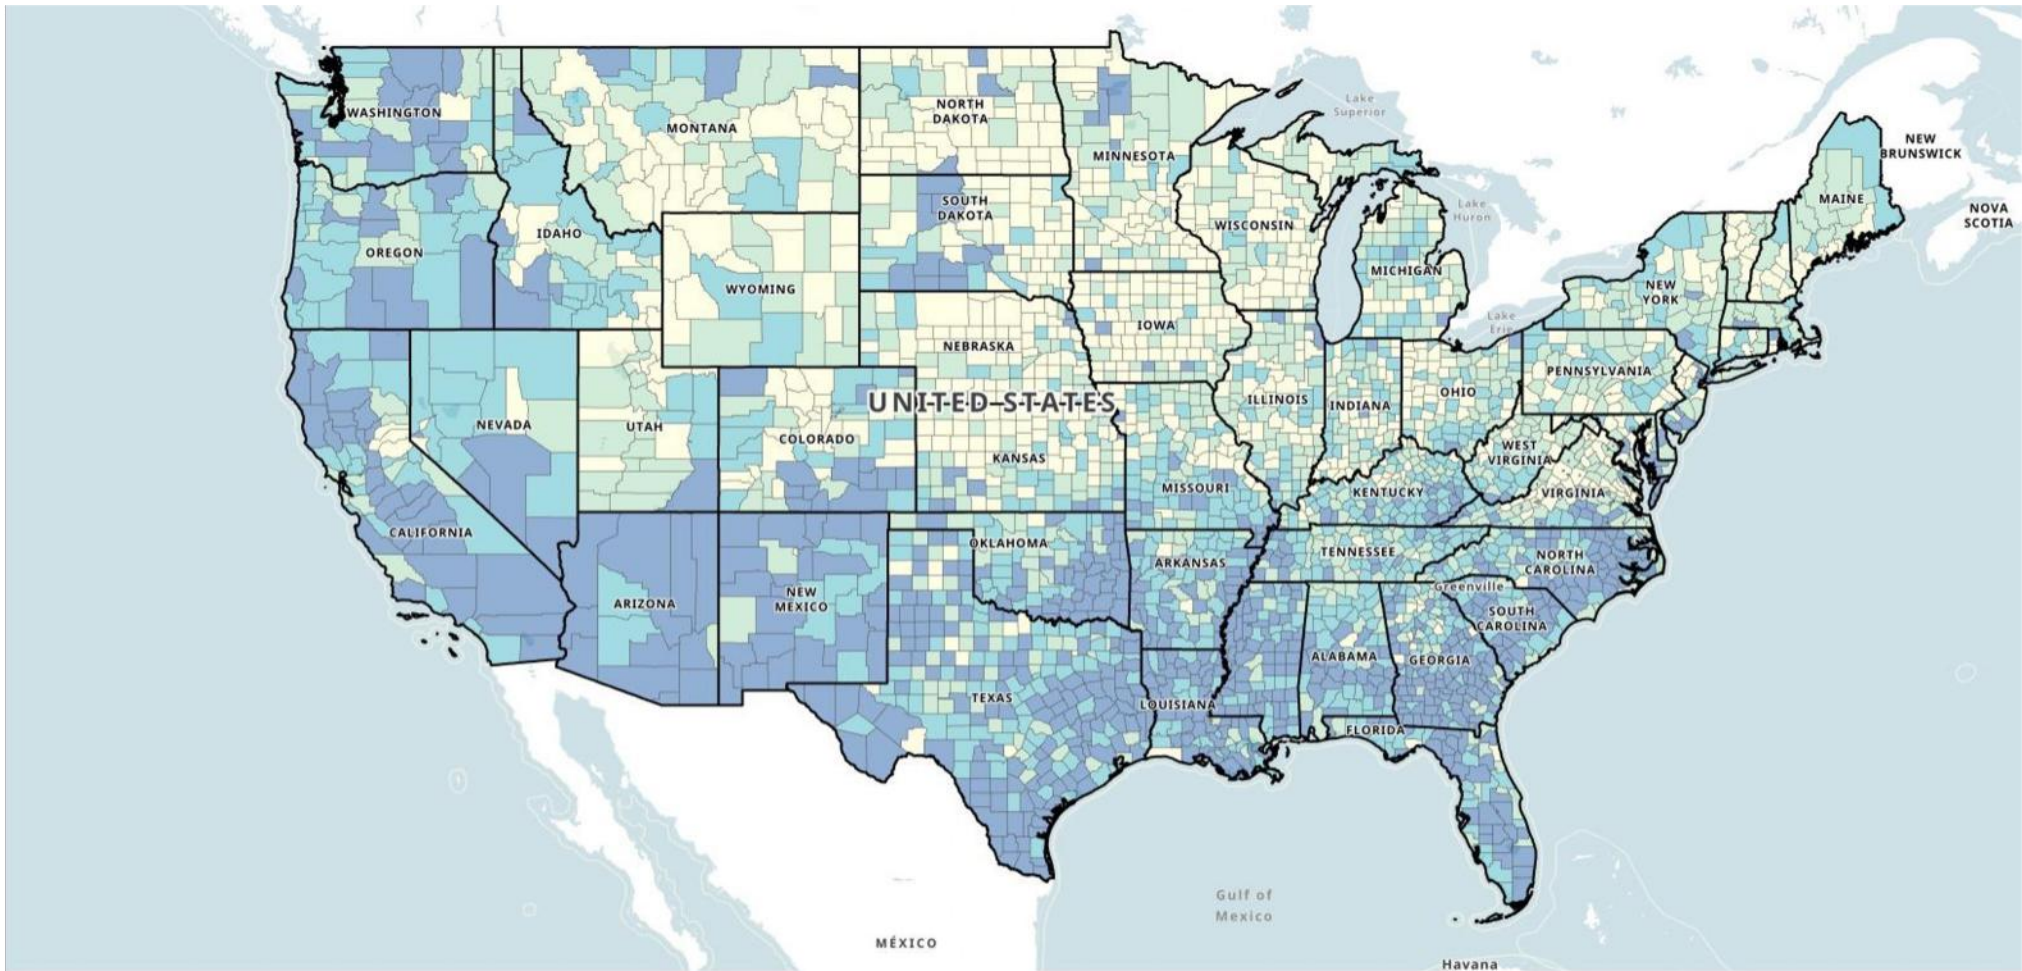 WASHINGTON
MONTANA
NORTH
DAKOTA
MINNESOTA
Lake
Superior
NEW
BRUNSWICK
MAINE
NOVA
SCOTIA
OREGON
IDAHO
SOUTH
DAKOTA
WISCONSIN
Lake
Huron
MICHIGAN
WYOMING
NEW
YORK
IOWA
Lake
Erie
NEBRASKA
PENNSYLVANIA
UNITED STATES
ILLINOIS
INDIANA
OHIO
NEVADA
UTAH
COLORADO
KANSAS
WEST
VIRGINIA
MISSOURI
KENTUCKY
VIRGINIA
CALIFORNIA
OKLAHOMA
ARKANSAS
TENNESSEE
NORTH
CAROLINA
Greenville
ARIZONA
NEW
MEXICO
SOUTH
CAROLINA
ALABAMA
GEORGIA
TEXAS
LOUISIANA
FLORIDA
Gulf of
Mexico
MÉXICO
Havana